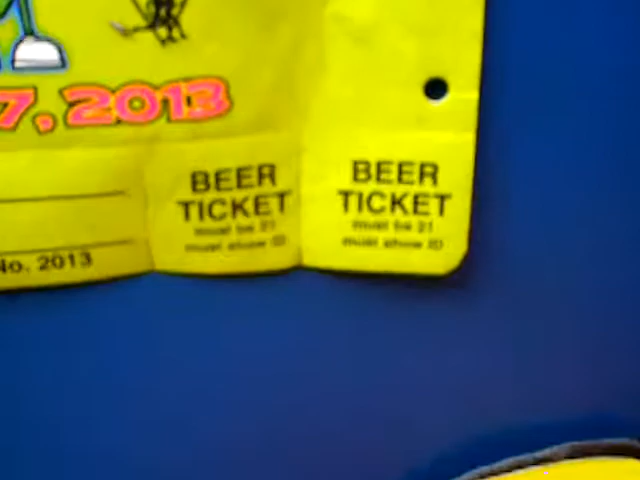 7, 2013
BEER
TICKET
must be 21
must show ID
BEER
TICKET
must be 21
must show ID
No. 2013